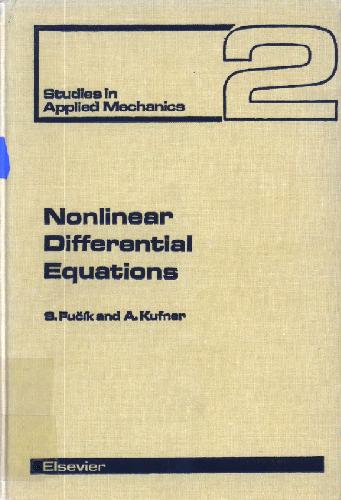 Studies in
Applied Mechanics
2
Nonlinear
Differential
Equations
S. Fučík and A. Kufner
Elsevier